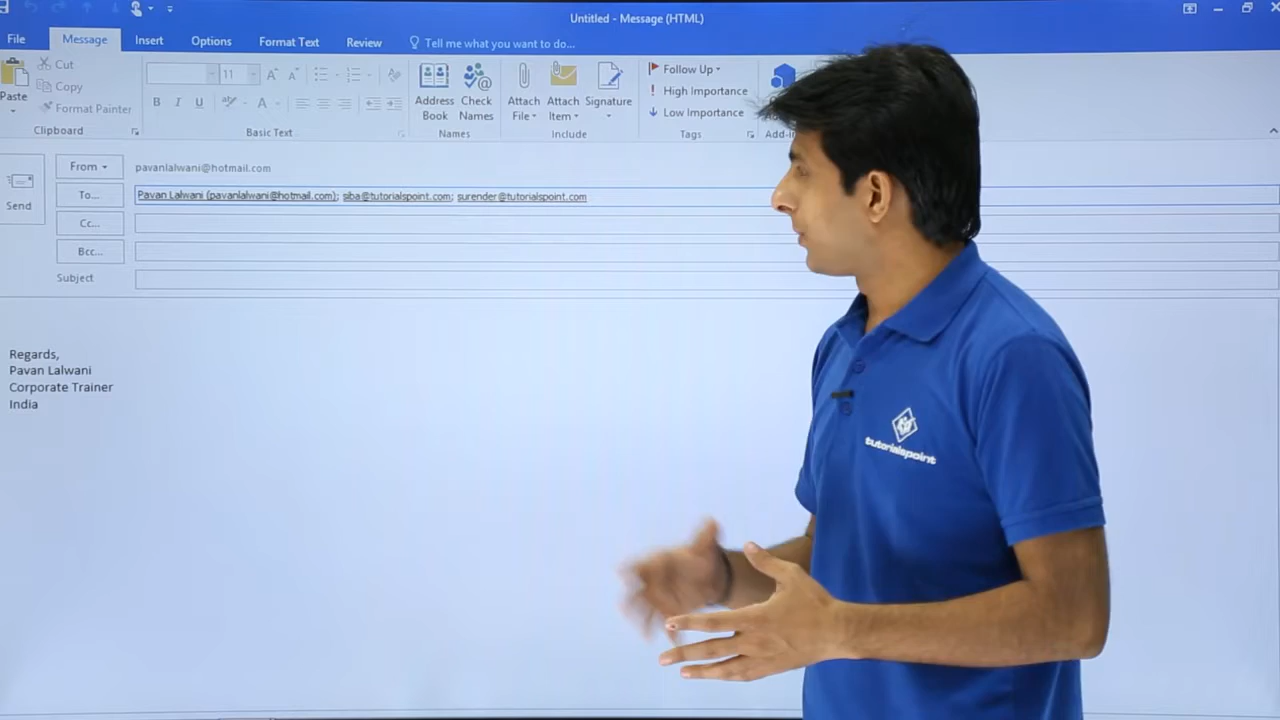 Untitled - Message (HTML)
File Message Insert Options Format Text Review Tell me what you want to do...
Paste
Cut
Copy
Format Painter
Clipboard
11
B I U
A
Basic Text
Address Book
Check Names
Names
Attach File
Attach Item
Signature
Include
Follow Up
High Importance
Low Importance
Tags
Add-in
Send
From pavanlalwani@hotmail.com
To... Pavan Lalwani (pavanlalwani@hotmail.com); siba@tutorialspoint.com; surender@tutorialspoint.com
Cc...
Bcc...
Subject
Regards,
Pavan Lalwani
Corporate Trainer
India
tutorialspoint